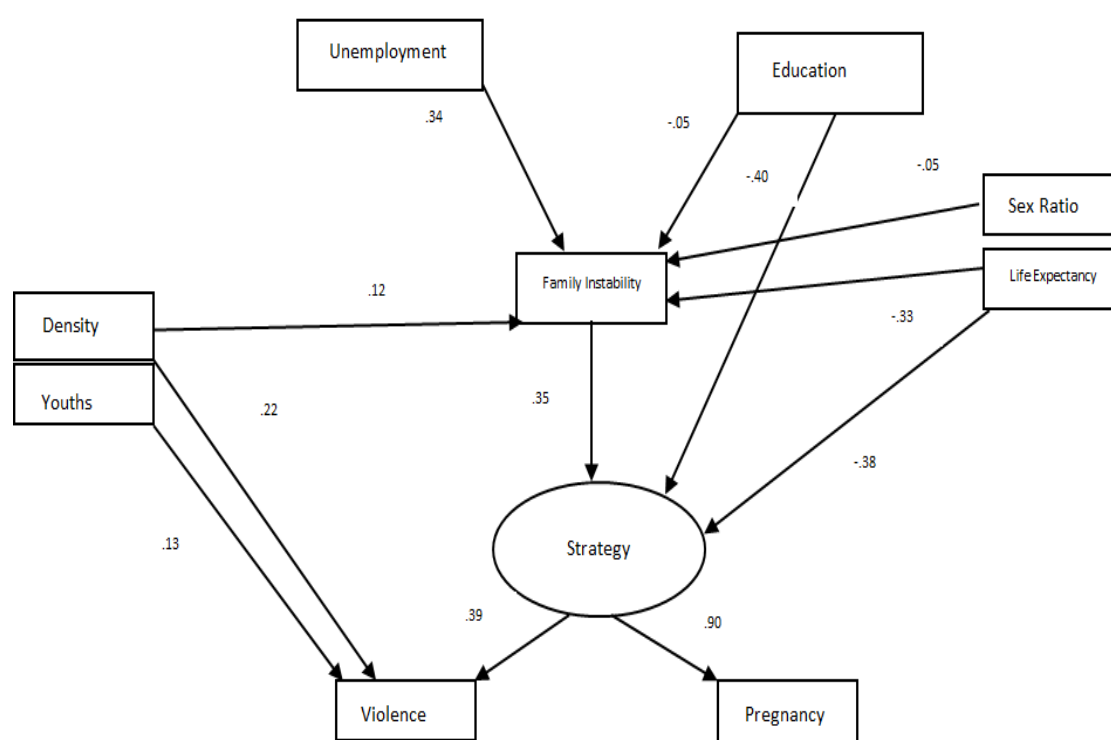 Unemployment
Education
.34
-.05
-.40
-.05
Sex Ratio
Family Instability
Life Expectancy
.12
Density
-.33
Youths
.22
.35
-.38
.13
Strategy
.39
.90
Violence
Pregnancy